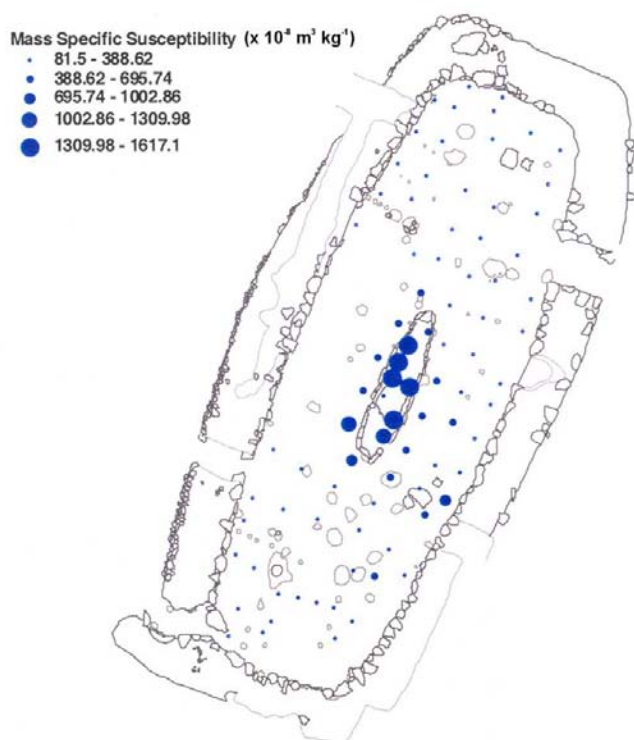 Mass Specific Susceptibility (x 10⁻⁸ m³ kg⁻¹)
81.5 - 388.62
388.62 - 695.74
695.74 - 1002.86
1002.86 - 1309.98
1309.98 - 1617.1